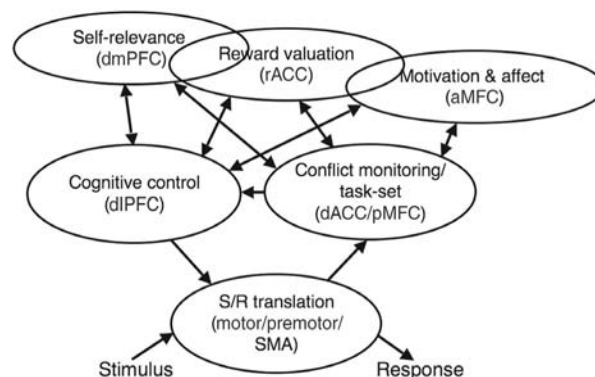 Self-relevance
(dmPFC)
Reward valuation
(rACC)
Motivation & affect
(aMFC)
Cognitive control
(dlPFC)
Conflict monitoring/
task-set
(dACC/pMFC)
S/R translation
(motor/premotor/
SMA)
Stimulus
Response